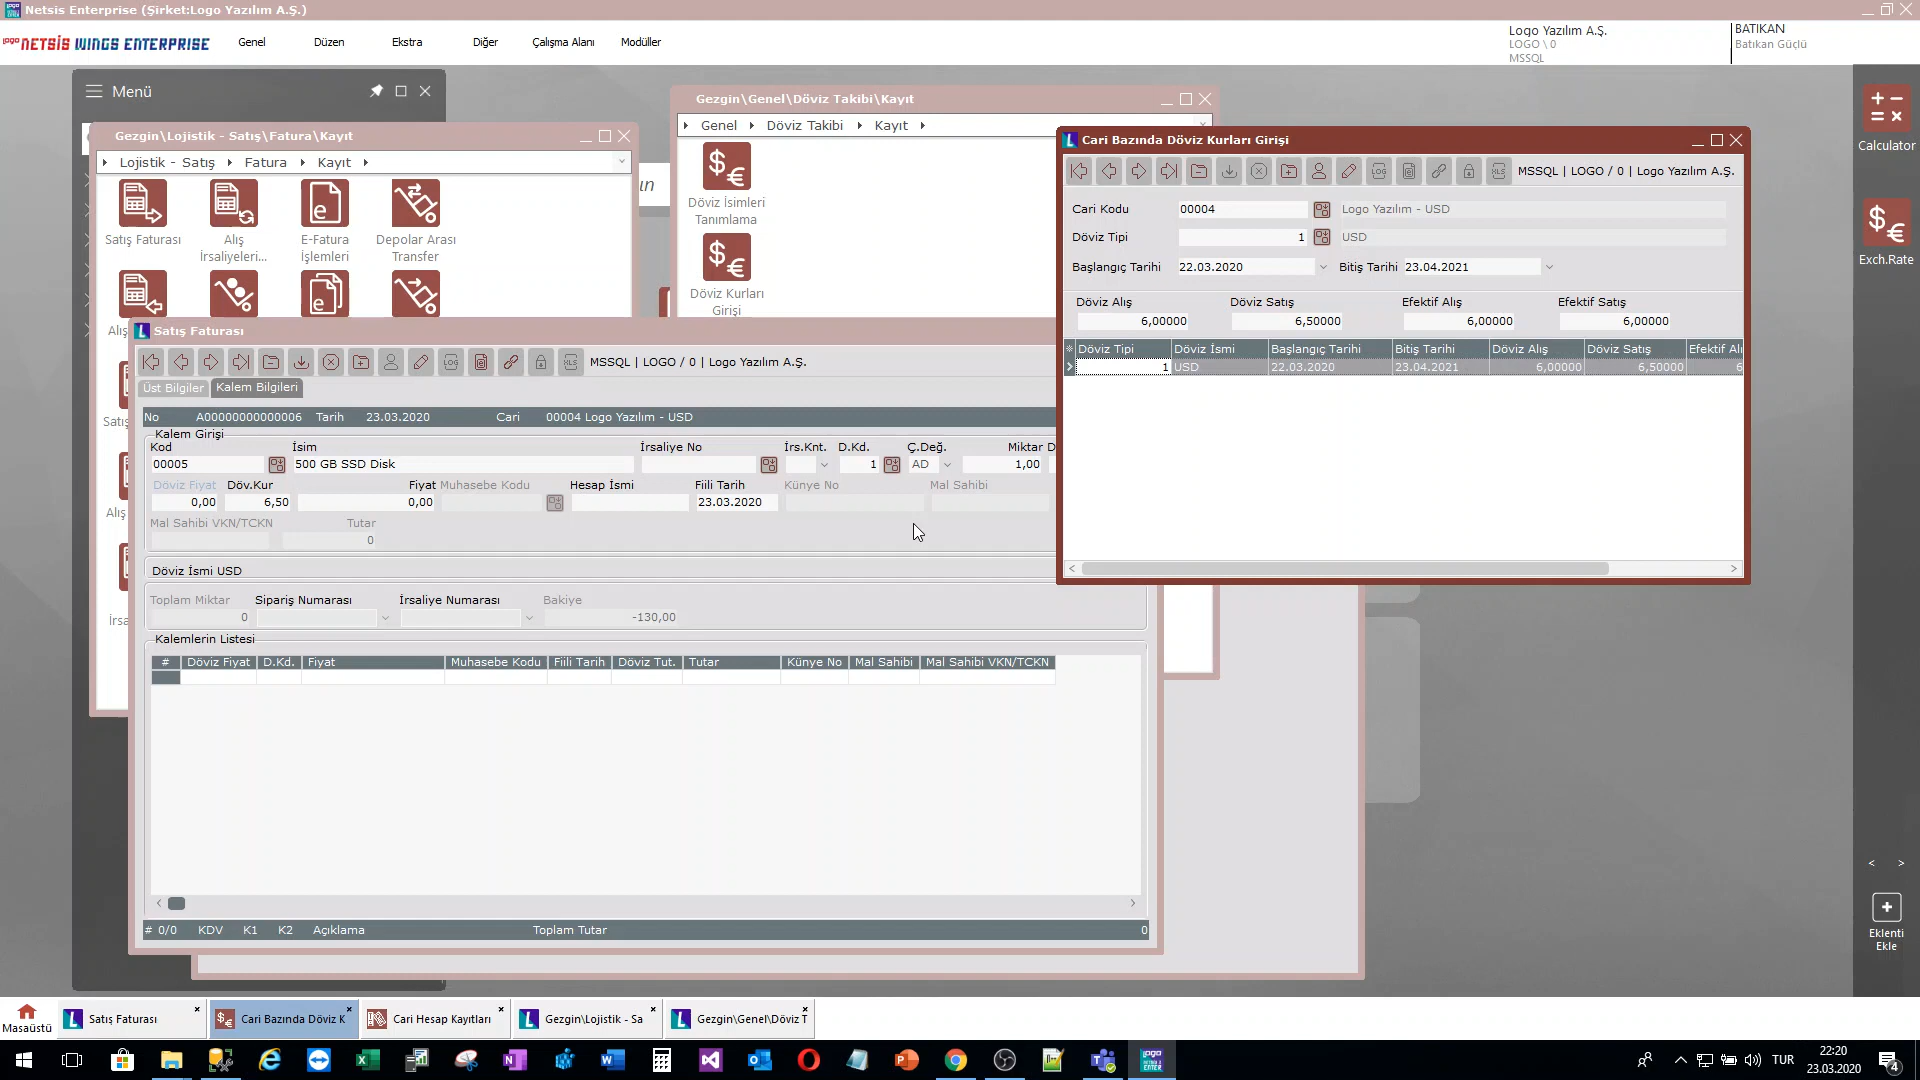 Netsis Enterprise (Şirket:Logo Yazılım A.Ş.)
logo NETSİS WINGS ENTERPRISE
Genel
Düzen
Ekstra
Diğer
Çalışma Alanı
Modüller
Logo Yazılım A.Ş.
LOGO \ 0
MSSQL
BATIKAN
Batıkan Güçlü
Menü
Gezgin\Lojistik - Satış\Fatura\Kayıt
Lojistik - Satış
Fatura
Kayıt
Satış Faturası
Alış İrsaliyeleri...
E-Fatura İşlemleri
Depolar Arası Transfer
Gezgin\Genel\Döviz Takibi\Kayıt
Genel
Döviz Takibi
Kayıt
Döviz İsimleri
Tanımlama
Döviz Kurları
Girişi
Cari Bazında Döviz Kurları Girişi
MSSQL | LOGO / 0 | Logo Yazılım A.Ş.
Cari Kodu 00004 Logo Yazılım - USD
Döviz Tipi 1 USD
Başlangıç Tarihi 22.03.2020 Bitiş Tarihi 23.04.2021
Döviz Alış Döviz Satış Efektif Alış Efektif Satış
6,00000 6,50000 6,00000 6,00000
Döviz Tipi Döviz İsmi Başlangıç Tarihi Bitiş Tarihi Döviz Alış Döviz Satış Efektif Alı
1 USD 22.03.2020 23.04.2021 6,00000 6,50000 6
Calculator
Exch.Rate
Satış Faturası
MSSQL | LOGO / 0 | Logo Yazılım A.Ş.
Üst Bilgiler Kalem Bilgileri
No A00000000000006 Tarih 23.03.2020 Cari 00004 Logo Yazılım - USD
Kalem Girişi
Kod İsim İrsaliye No İrs.Knt. D.Kd. Ç.Değ. Miktar D
00005 500 GB SSD Disk 1 AD 1,00
Döviz Fiyat Döv.Kur Fiyat Muhasebe Kodu Hesap İsmi Fiili Tarih Künye No Mal Sahibi
0,00 6,50 0,00 23.03.2020
Mal Sahibi VKN/TCKN Tutar
0
Döviz İsmi USD
Toplam Miktar Sipariş Numarası İrsaliye Numarası Bakiye
0 -130,00
Kalemlerin Listesi
# Döviz Fiyat D.Kd. Fiyat Muhasebe Kodu Fiili Tarih Döviz Tut. Tutar Künye No Mal Sahibi Mal Sahibi VKN/TCKN
# 0/0 KDV K1 K2 Açıklama Toplam Tutar 0
Eklenti
Ekle
Masaüstü
Satış Faturası
Cari Bazında Döviz K
Cari Hesap Kayıtları
Gezgin\Lojistik - Sa
Gezgin\Genel\Döviz T
TUR
22:20
23.03.2020
4